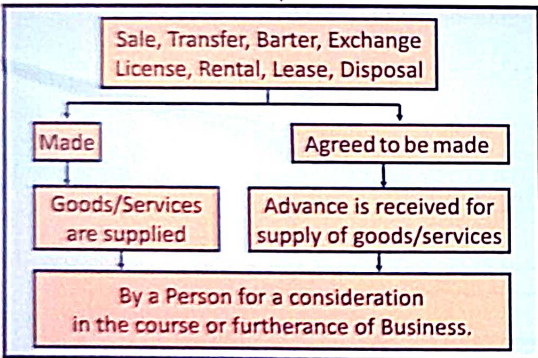 Sale, Transfer, Barter, Exchange
License, Rental, Lease, Disposal
Made
Agreed to be made
Goods/Services
are supplied
Advance is received for
supply of goods/services
By a Person for a consideration
in the course or furtherance of Business.